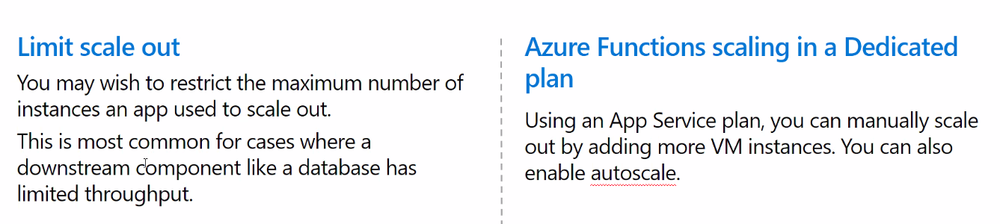 Limit scale out
You may wish to restrict the maximum number of
instances an app used to scale out.
This is most common for cases where a
downstream component like a database has
limited throughput.
Azure Functions scaling in a Dedicated
plan
Using an App Service plan, you can manually scale
out by adding more VM instances. You can also
enable autoscale.